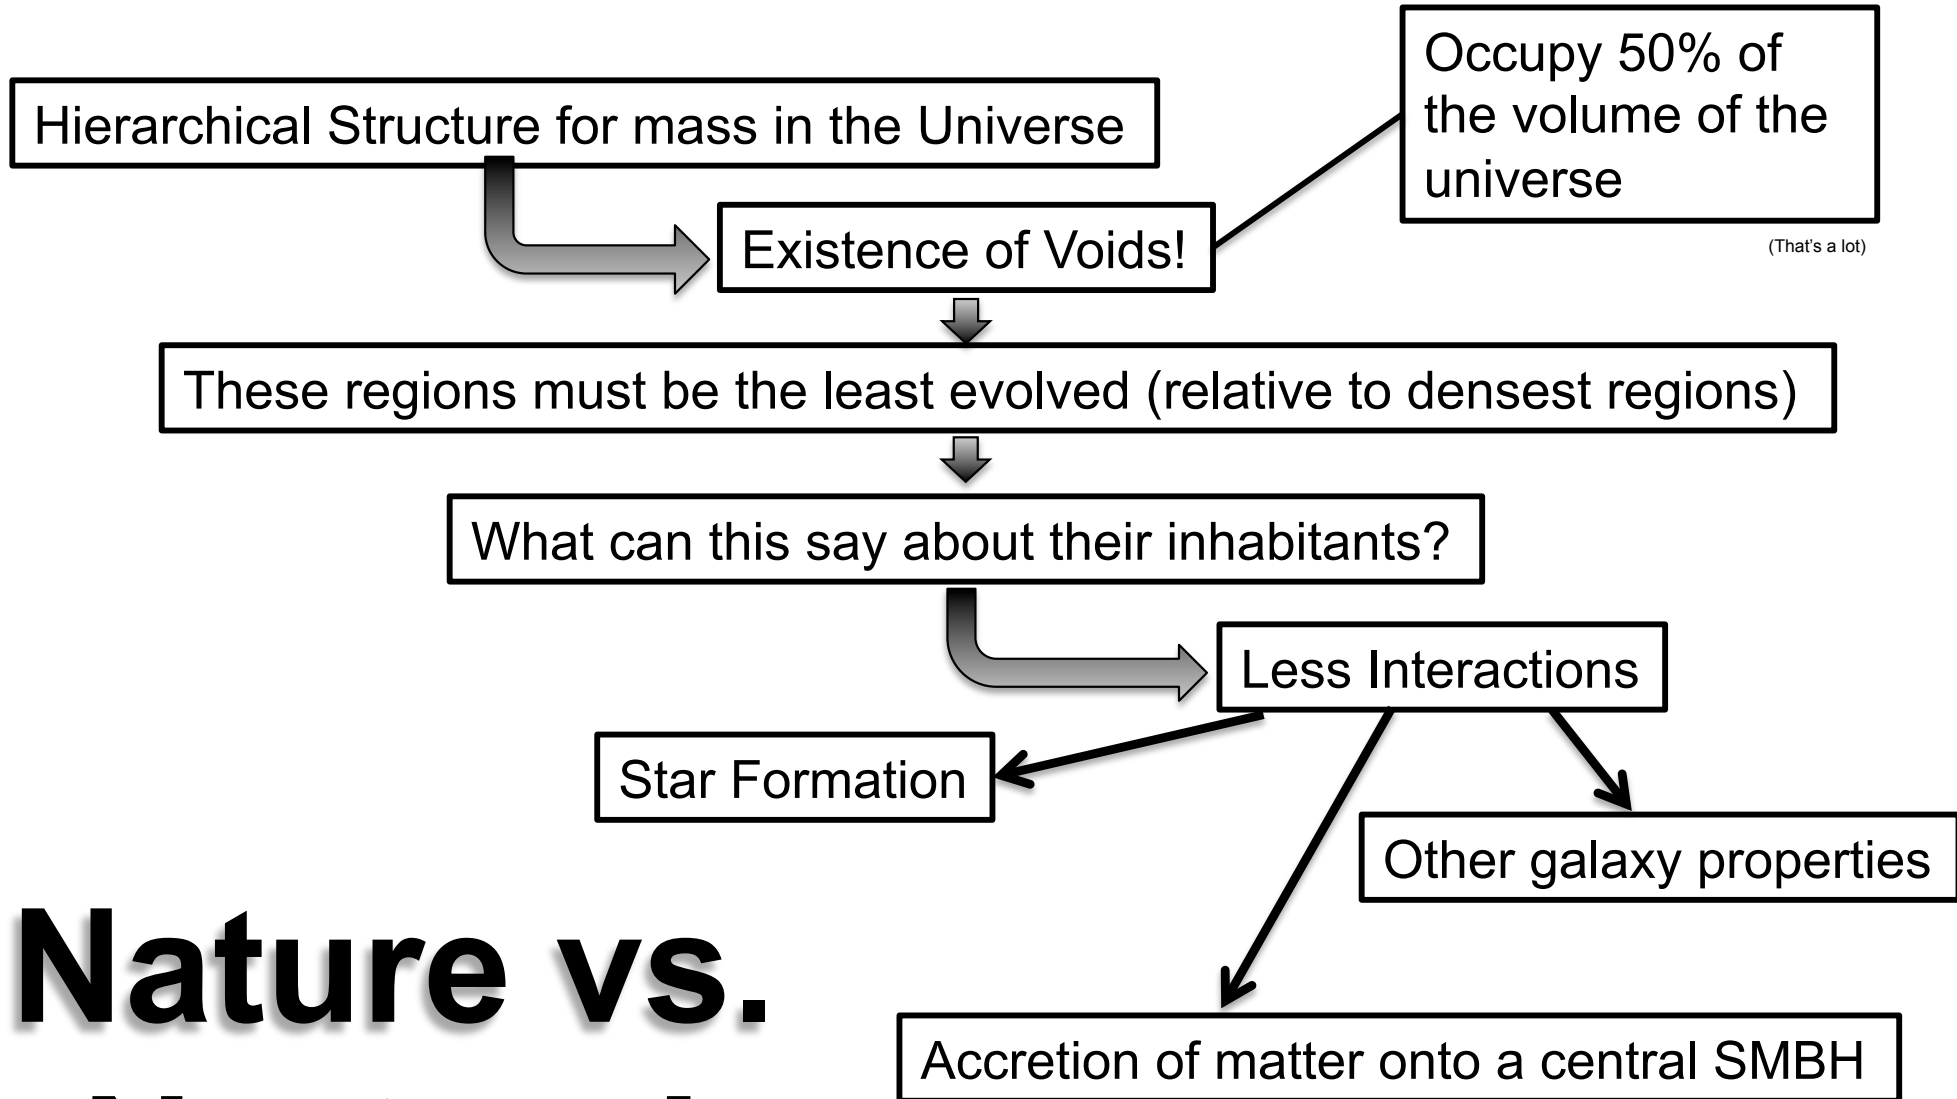 Hierarchical Structure for mass in the Universe
Occupy 50% of
the volume of the
universe
(That's a lot)
Existence of Voids!
These regions must be the least evolved (relative to densest regions)
What can this say about their inhabitants?
Less Interactions
Star Formation
Other galaxy properties
Accretion of matter onto a central SMBH
Nature vs.